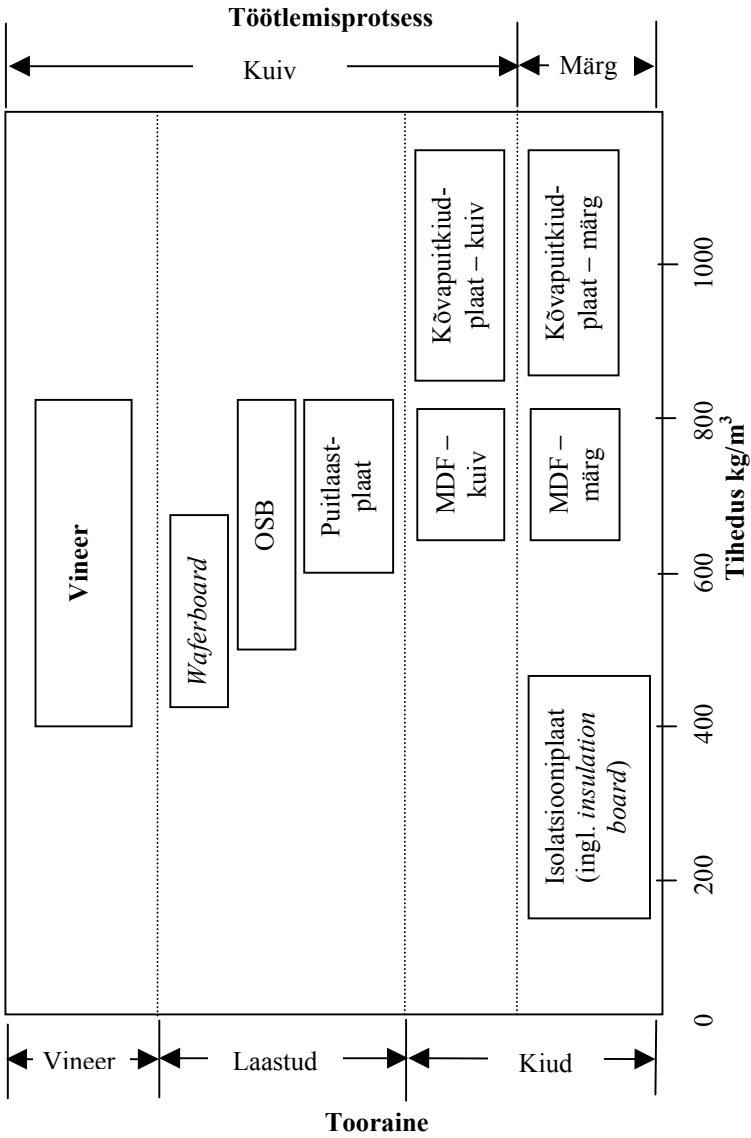 Töötlemisprotsess
Kuiv
Märg
Vineer
Waferboard
OSB
Puitlaast-
plaat
MDF –
kuiv
Kõvapuitkiud-
plaat – kuiv
MDF –
märg
Kõvapuitkiud-
plaat – märg
Isolatsiooniplaat
(ingl. insulation
board)
0
200
400
600
800
1000
Tihedus kg/m³
Vineer
Laastud
Kiud
Tooraine